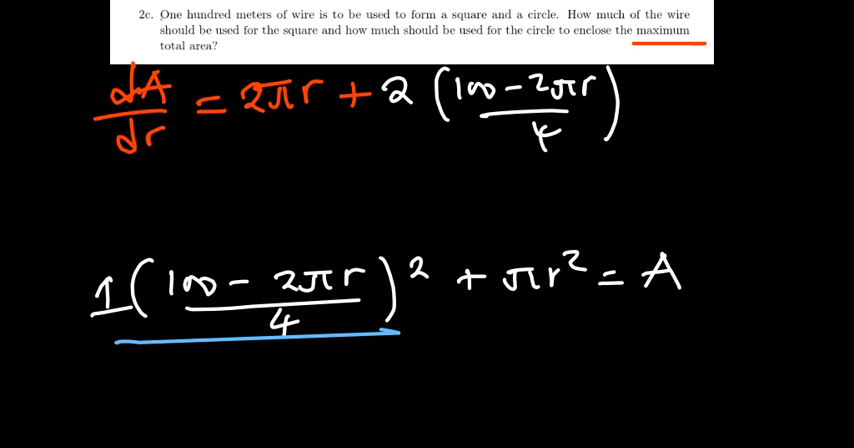 2c. One hundred meters of wire is to be used to form a square and a circle. How much of the wire
should be used for the square and how much should be used for the circle to enclose the maximum
total area?
dA/dr = 2πr + 2 (100 - 2πr / 4)
1 (100 - 2πr / 4)² + πr² = A